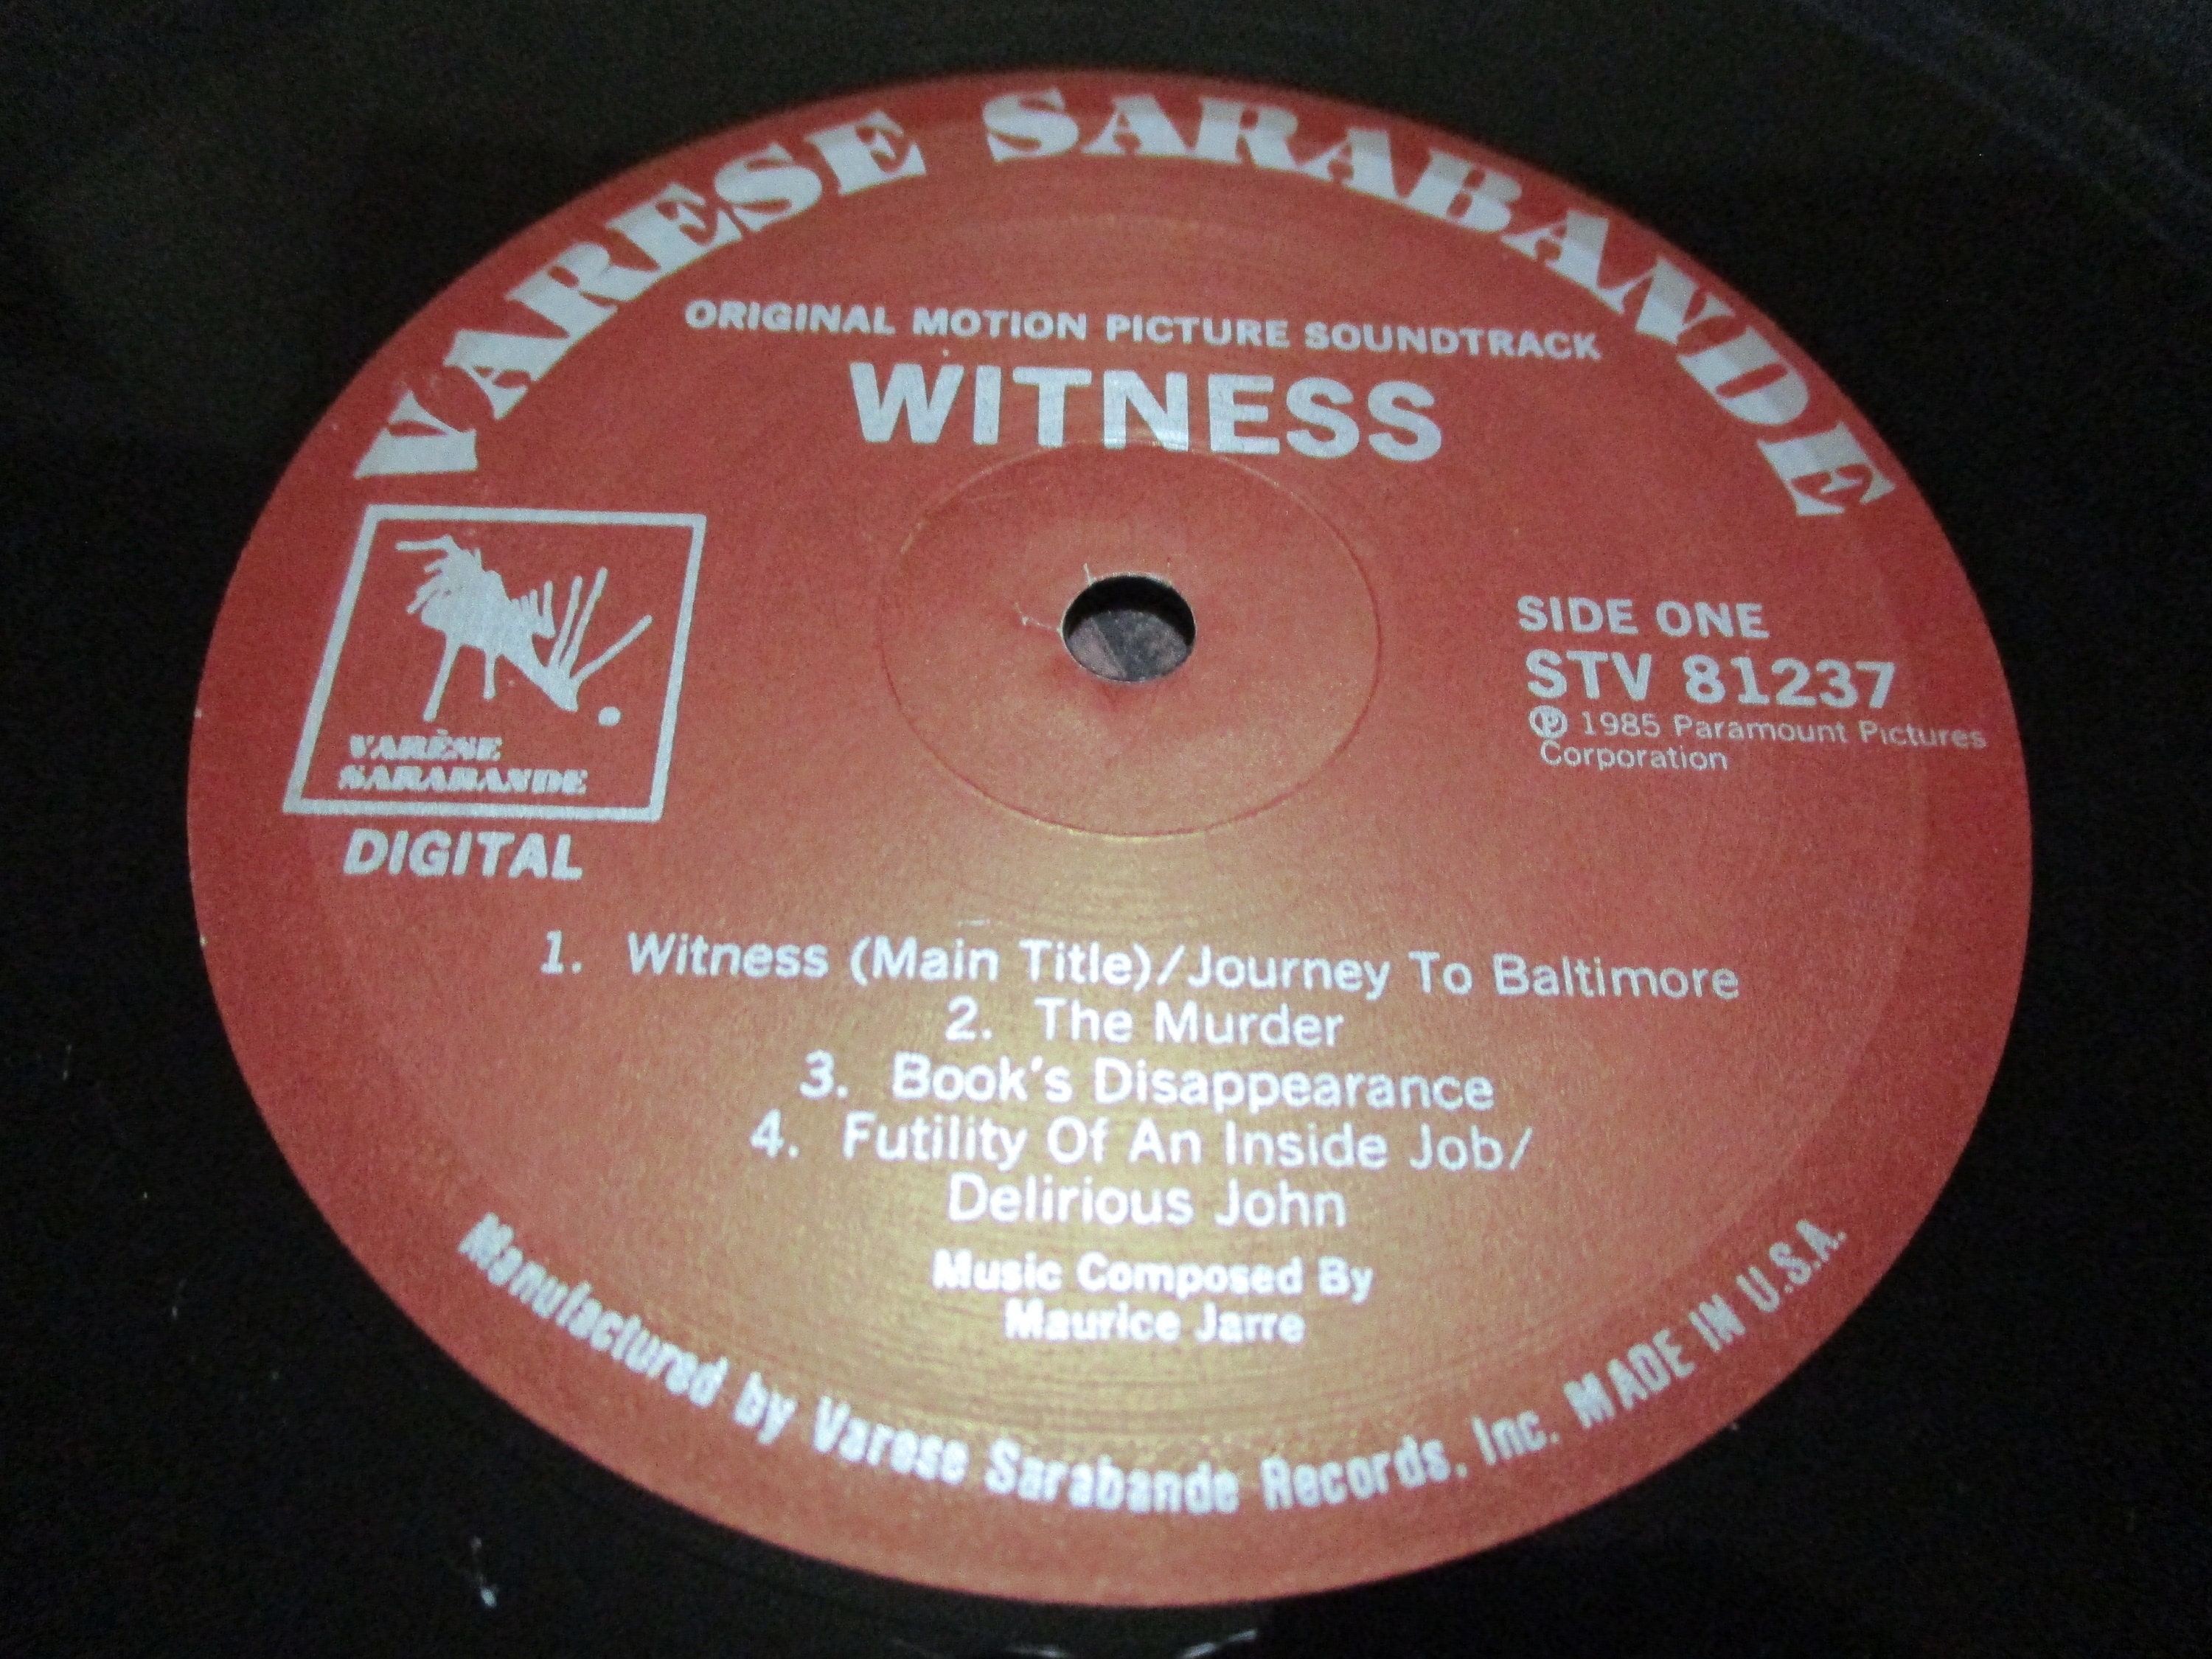 VARESE SARABANDE
ORIGINAL MOTION PICTURE SOUNDTRACK
WITNESS
VARÈSE
SARABANDE
DIGITAL
SIDE ONE
STV 81237
℗ 1985 Paramount Pictures
Corporation
1. Witness (Main Title)/Journey To Baltimore
2. The Murder
3. Book's Disappearance
4. Futility Of An Inside Job/
Delirious John
Music Composed By
Maurice Jarre
Manufactured by Varese Sarabande Records, Inc. MADE IN U.S.A.